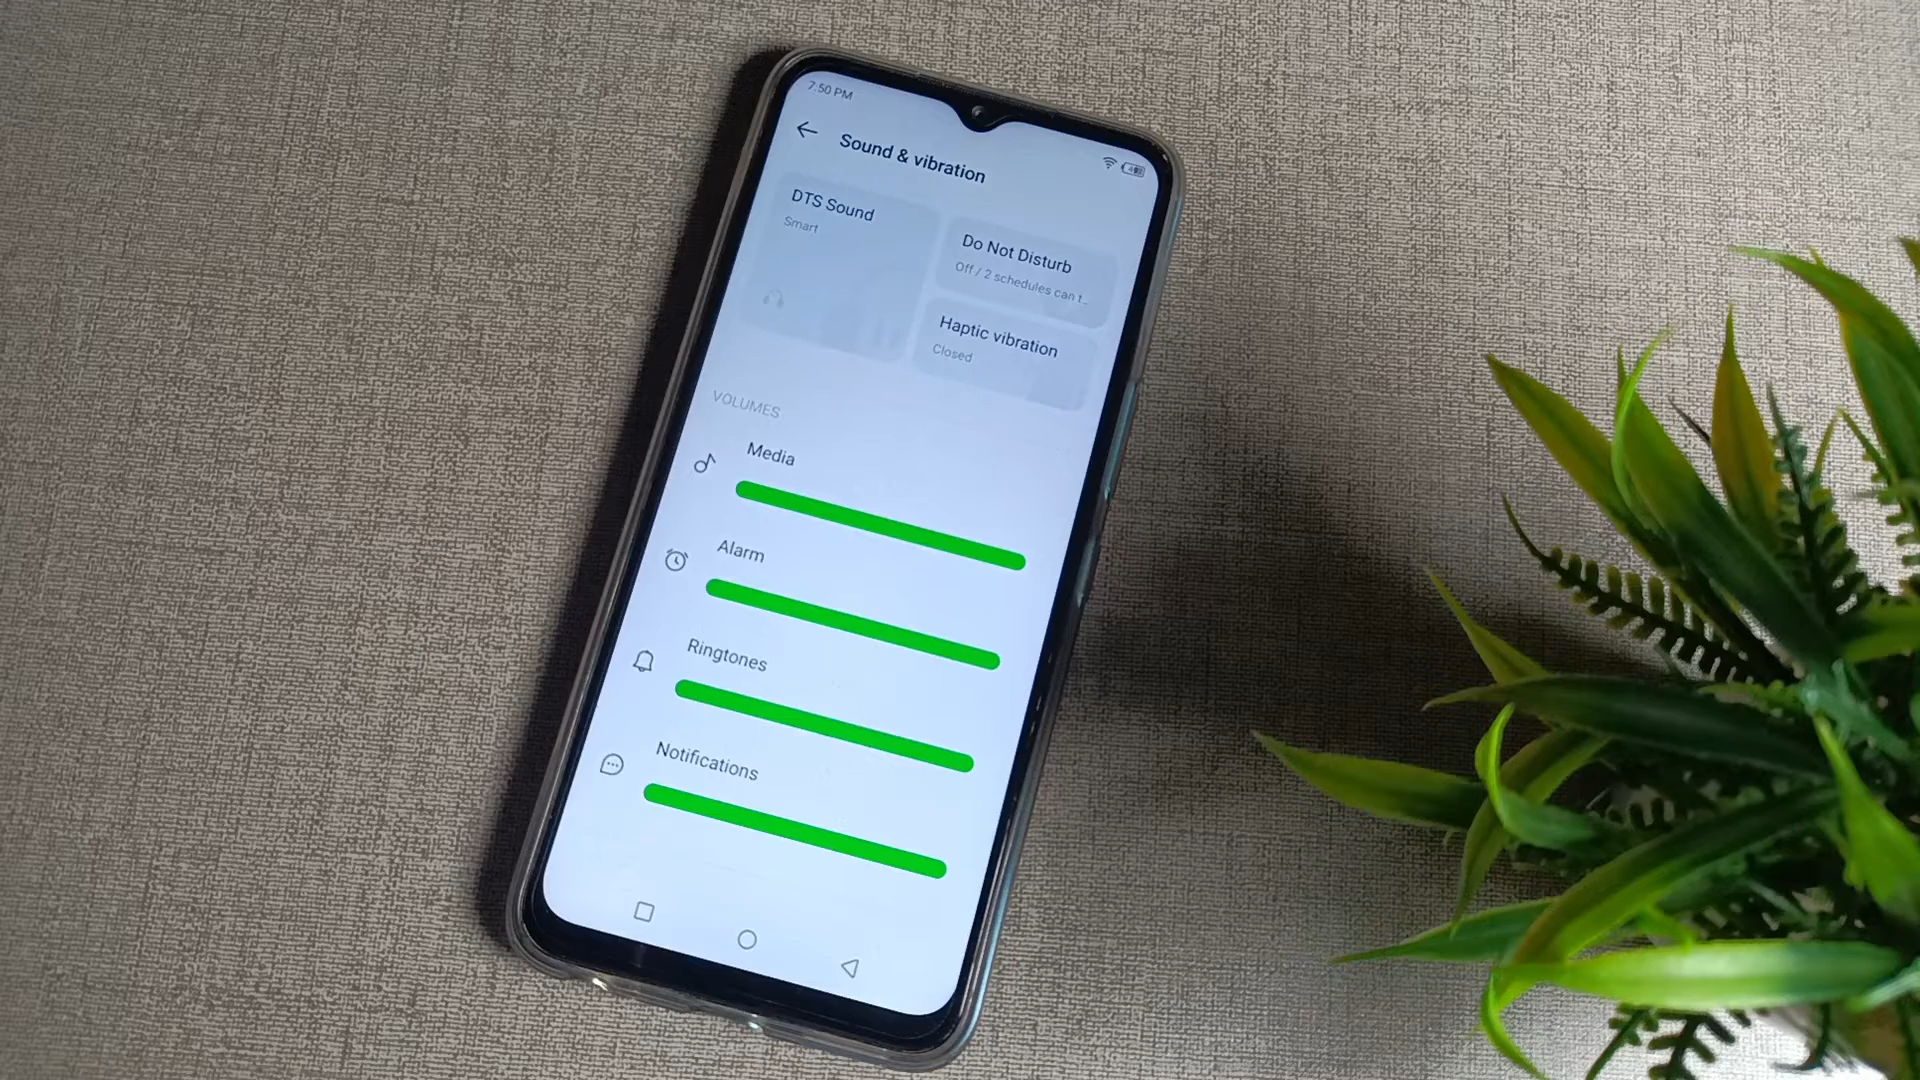 7:50 PM
Sound & vibration
DTS Sound
Smart
Do Not Disturb
Off / 2 schedules can t...
Haptic vibration
Closed
VOLUMES
Media
Alarm
Ringtones
Notifications